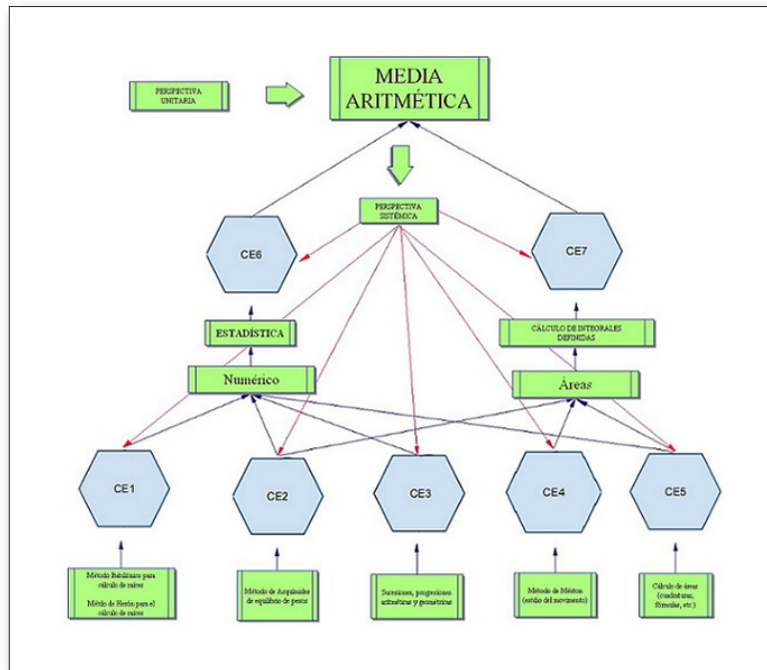 MEDIA
ARITMÉTICA
PERSPECTIVA
UNITARIA
PERSPECTIVA
SISTÉMICA
CE6
CE7
ESTADÍSTICA
CÁLCULO DE INTEGRALES
DEFINIDAS
Numérico
Áreas
CE1
CE2
CE3
CE4
CE5
Método Babilónico para
cálculo de raíces
Método de Herón para el
cálculo de raíces
Método de Arquímedes
de equilibrio de pesos
Sucesiones, progresiones
aritméticas y geométricas
Método de Merton
(estudio del movimiento)
Cálculo de áreas
(cuadraturas,
fórmulas, etc.)